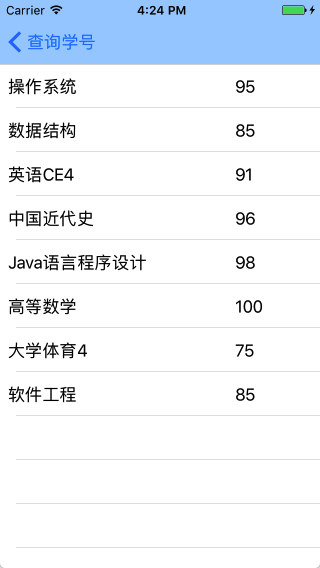 Carrier 4:24 PM
查询学号
操作系统 95
数据结构 85
英语CE4 91
中国近代史 96
Java语言程序设计 98
高等数学 100
大学体育4 75
软件工程 85